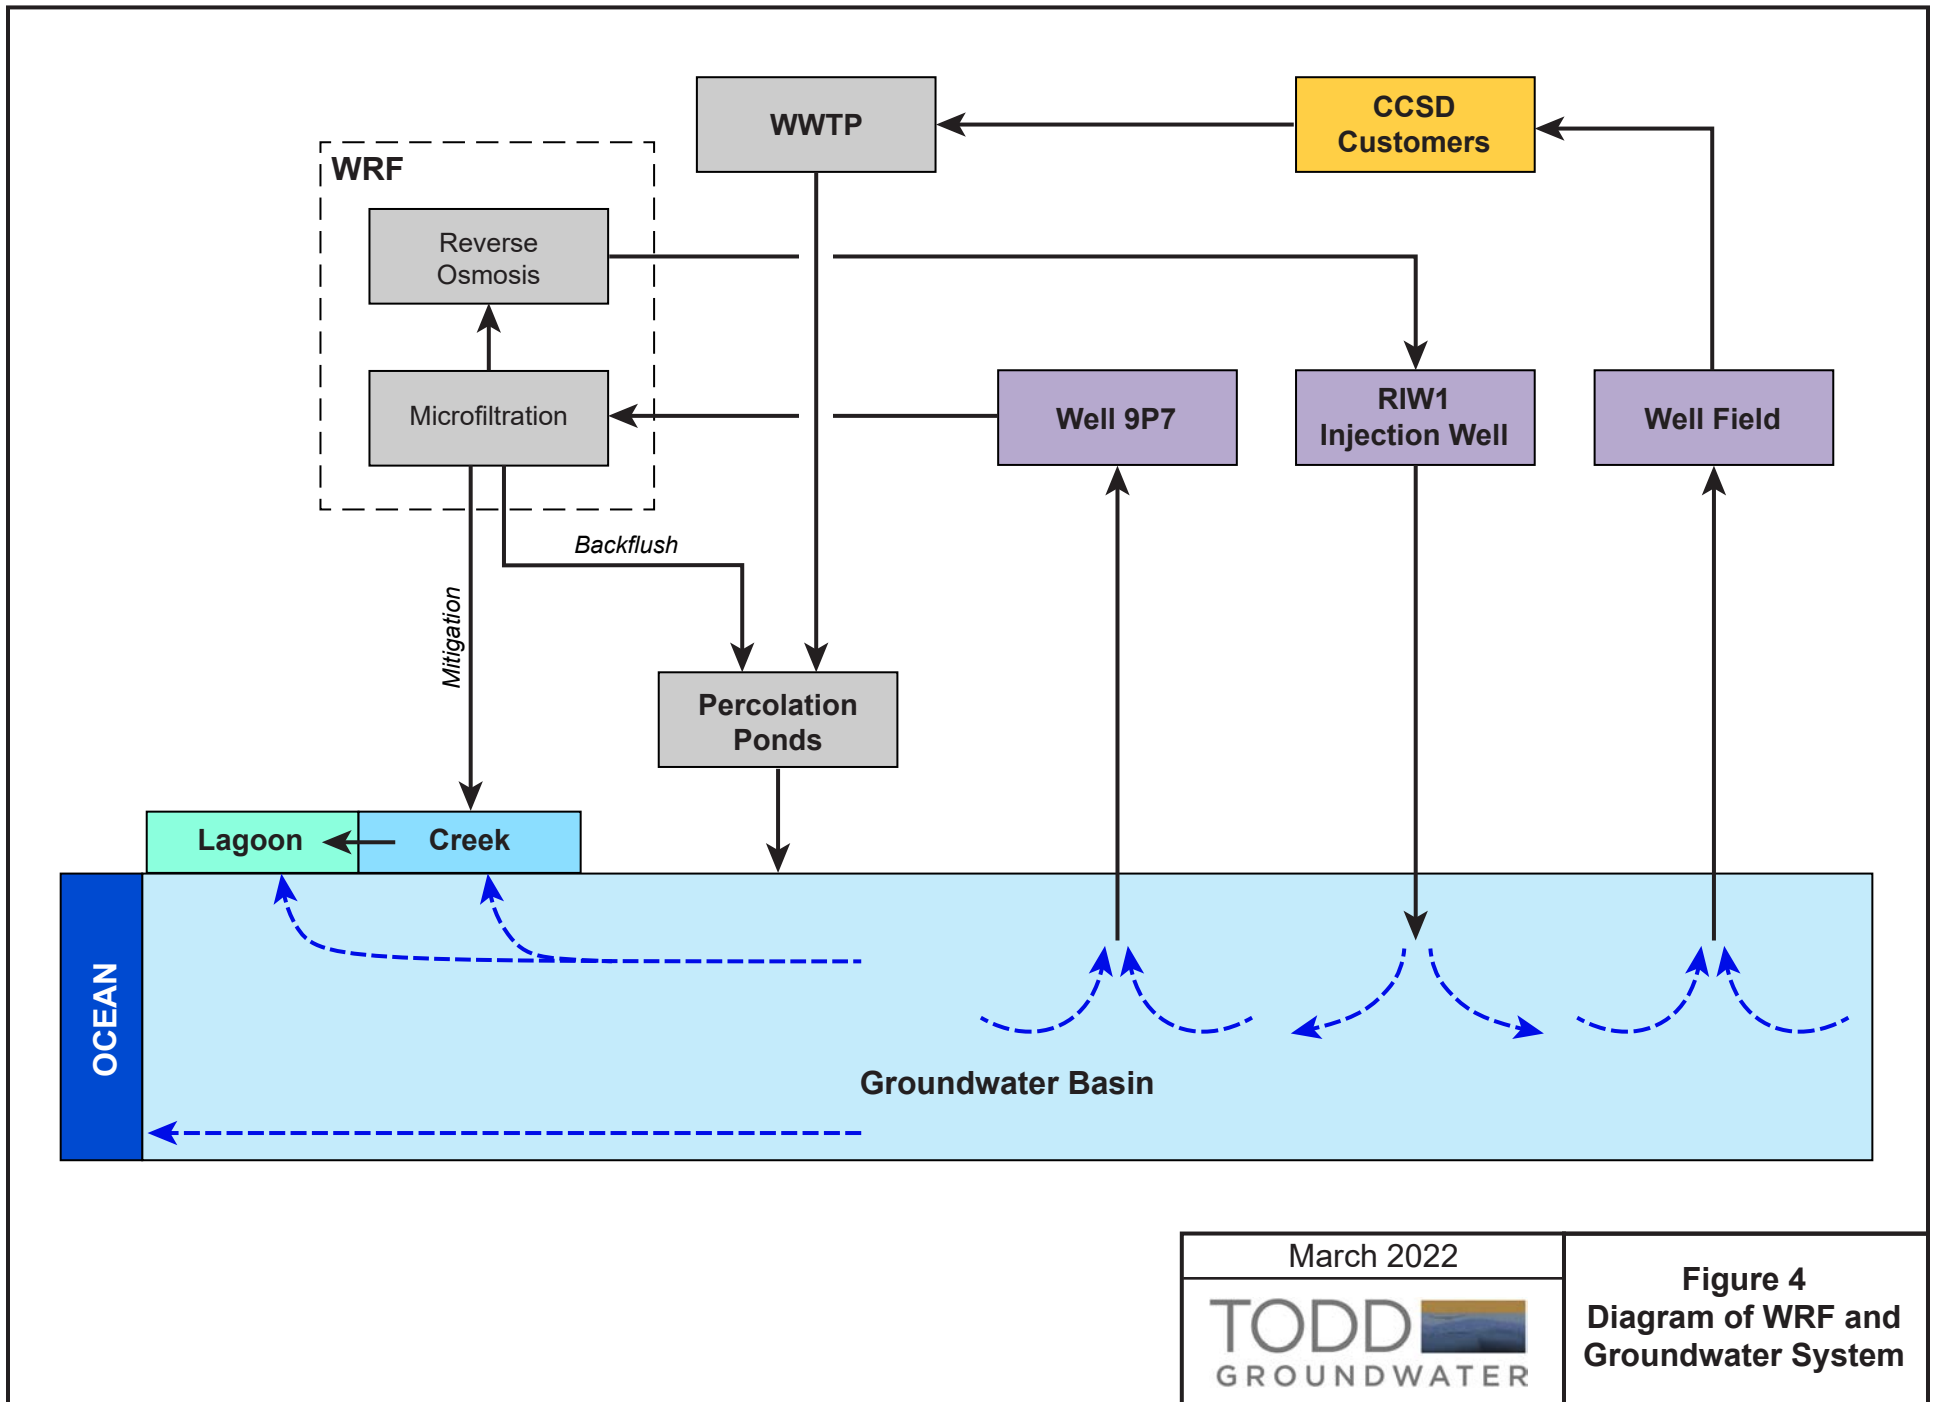 WWTP
CCSD
Customers
WRF
Reverse
Osmosis
Microfiltration
Well 9P7
RIW1
Injection Well
Well Field
Backflush
Mitigation
Percolation
Ponds
Lagoon
Creek
OCEAN
Groundwater Basin
March 2022
TODD
GROUNDWATER
Figure 4
Diagram of WRF and
Groundwater System